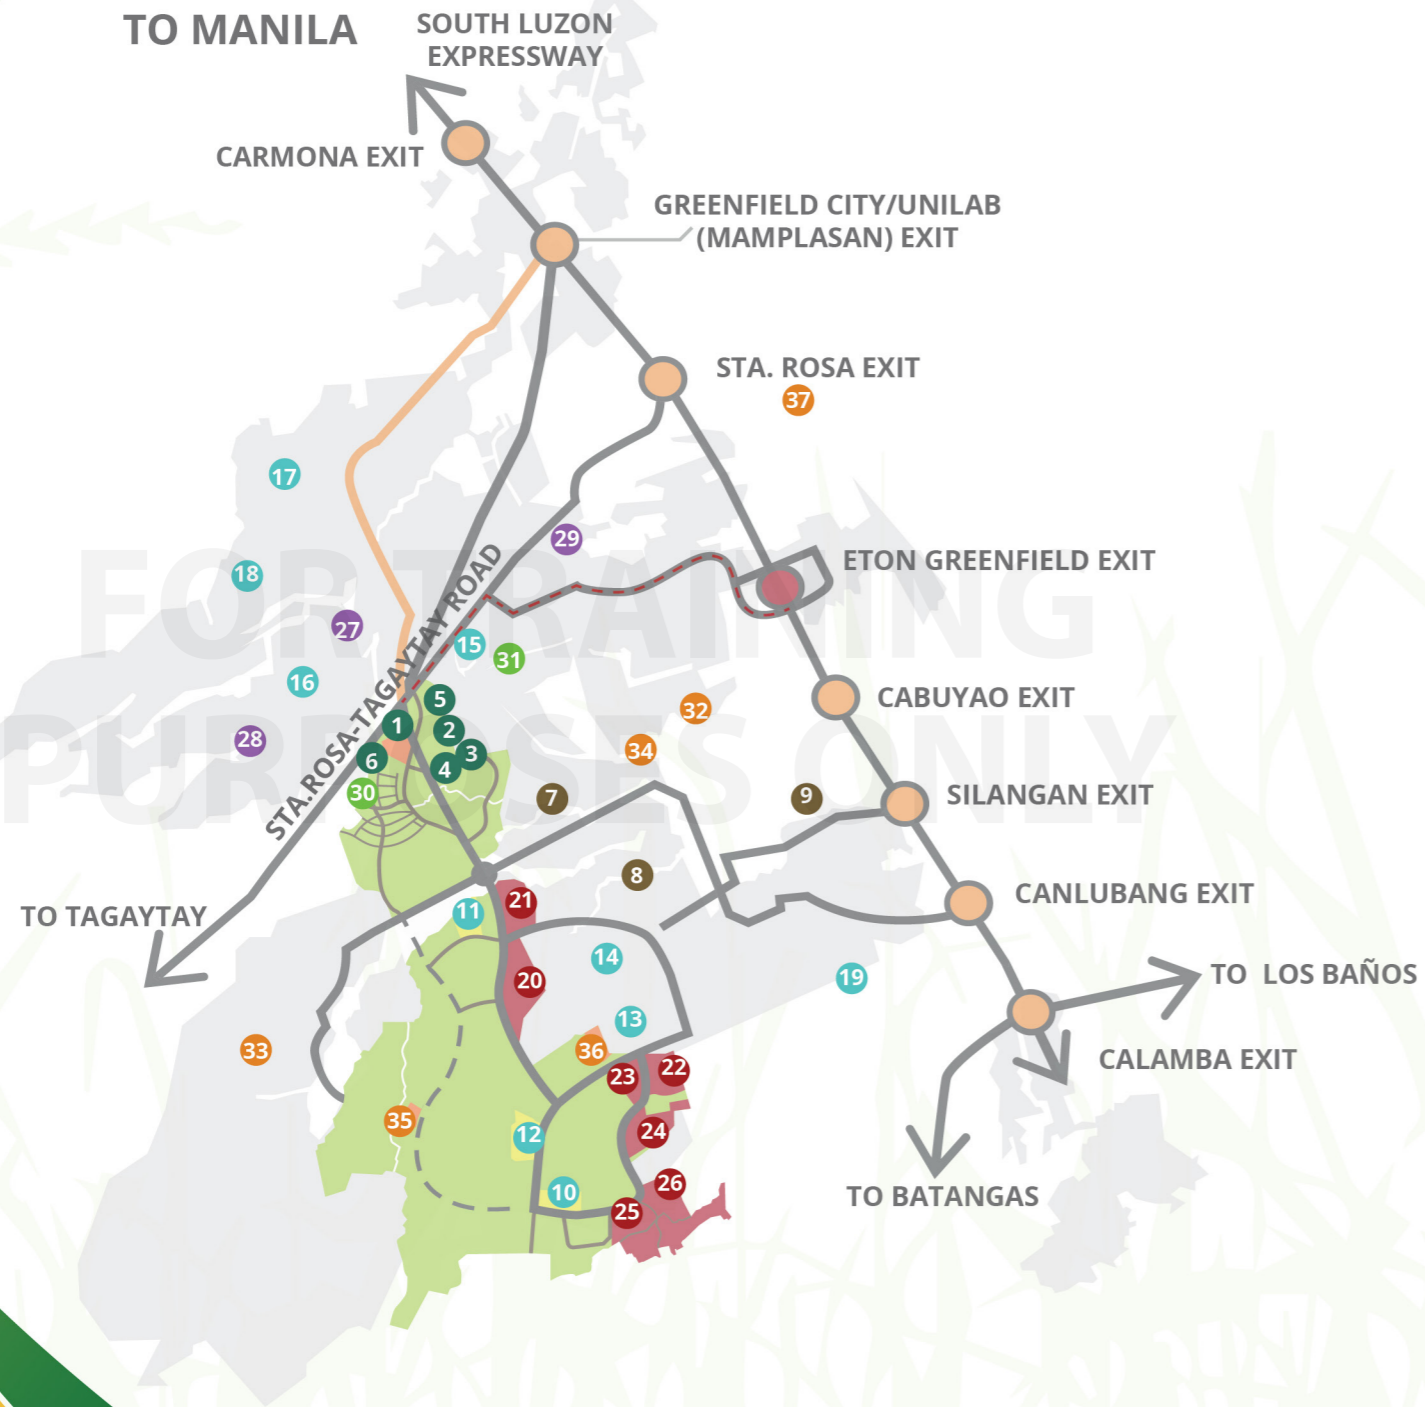 TO MANILA
SOUTH LUZON
EXPRESSWAY
CARMONA EXIT
GREENFIELD CITY/UNILAB
(MAMPLASAN) EXIT
STA. ROSA EXIT
37
17
29
ETON GREENFIELD EXIT
18
FOR TRAINING
27
STA.ROSA-TAGAYTAY ROAD
15
31
16
5
32
CABUYAO EXIT
1
2
28
34
3
6
4
PURPOSES ONLY
30
7
9
SILANGAN EXIT
8
CANLUBANG EXIT
21
11
TO TAGAYTAY
14
20
19
TO LOS BAÑOS
13
33
36
CALAMBA EXIT
22
23
35
12
24
26
10
TO BATANGAS
25